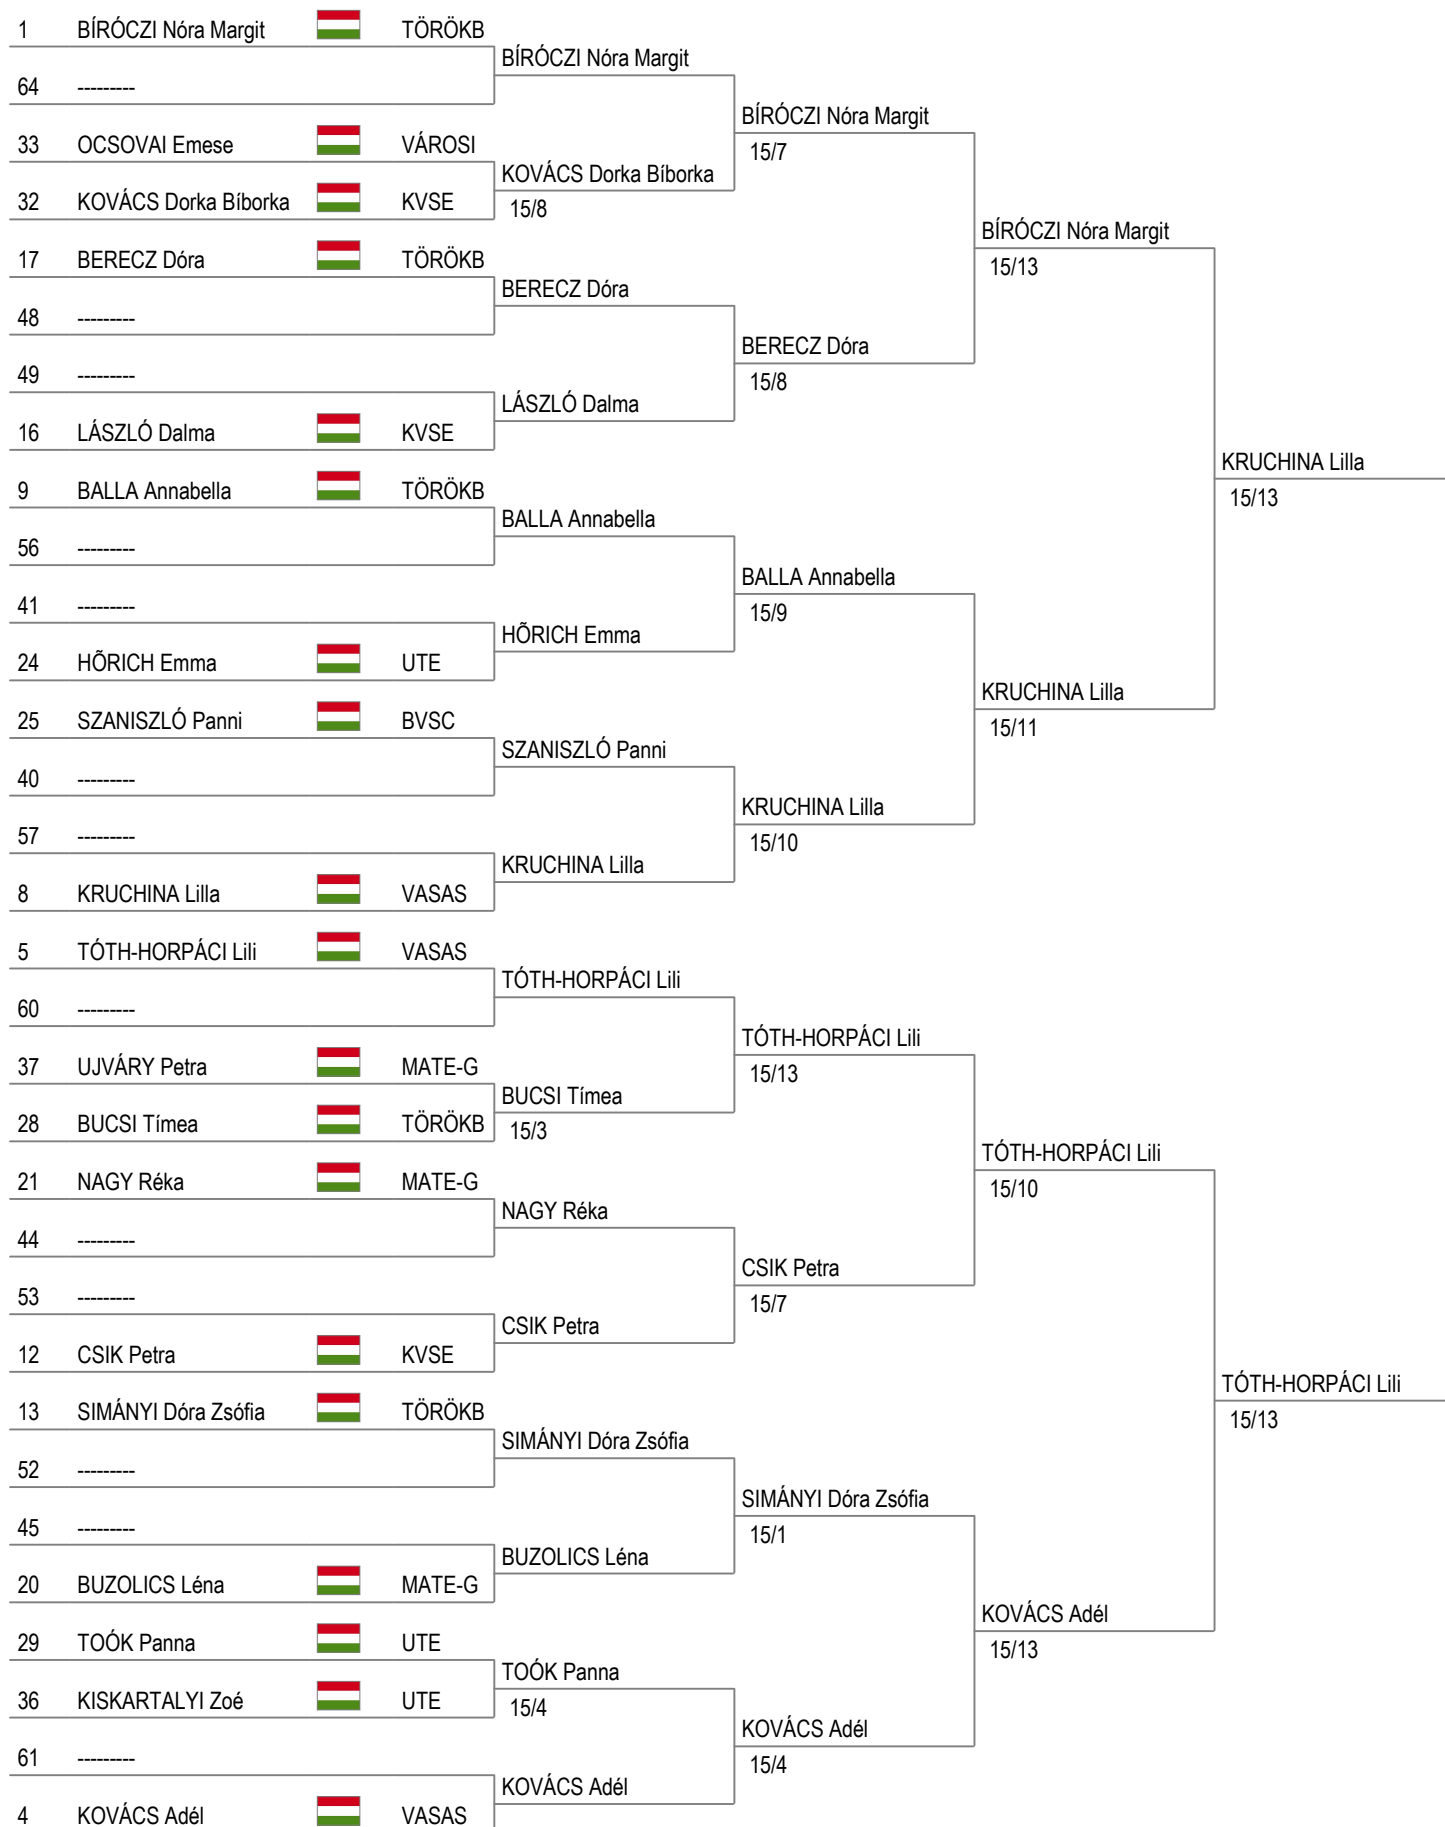 1 BÍRÓCZI Nóra Margit TÖRÖKB
BÍRÓCZI Nóra Margit
64 ---------
BÍRÓCZI Nóra Margit
15/7
33 OCSOVAI Emese VÁROSI
KOVÁCS Dorka Bíborka
15/8
32 KOVÁCS Dorka Bíborka KVSE
BÍRÓCZI Nóra Margit
15/13
17 BERECZ Dóra TÖRÖKB
BERECZ Dóra
48 ---------
BERECZ Dóra
15/8
49 ---------
LÁSZLÓ Dalma
16 LÁSZLÓ Dalma KVSE
KRUCHINA Lilla
15/13
9 BALLA Annabella TÖRÖKB
BALLA Annabella
56 ---------
BALLA Annabella
15/9
41 ---------
HÕRICH Emma
24 HÕRICH Emma UTE
KRUCHINA Lilla
15/11
25 SZANISZLÓ Panni BVSC
SZANISZLÓ Panni
40 ---------
KRUCHINA Lilla
15/10
57 ---------
KRUCHINA Lilla
8 KRUCHINA Lilla VASAS
5 TÓTH-HORPÁCI Lili VASAS
TÓTH-HORPÁCI Lili
60 ---------
TÓTH-HORPÁCI Lili
15/13
37 UJVÁRY Petra MATE-G
BUCSI Tímea
15/3
28 BUCSI Tímea TÖRÖKB
TÓTH-HORPÁCI Lili
15/10
21 NAGY Réka MATE-G
NAGY Réka
44 ---------
CSIK Petra
15/7
53 ---------
CSIK Petra
12 CSIK Petra KVSE
TÓTH-HORPÁCI Lili
15/13
13 SIMÁNYI Dóra Zsófia TÖRÖKB
SIMÁNYI Dóra Zsófia
52 ---------
SIMÁNYI Dóra Zsófia
15/1
45 ---------
BUZOLICS Léna
20 BUZOLICS Léna MATE-G
KOVÁCS Adél
15/13
29 TOÓK Panna UTE
TOÓK Panna
15/4
36 KISKARTALYI Zoé UTE
KOVÁCS Adél
15/4
61 ---------
KOVÁCS Adél
4 KOVÁCS Adél VASAS